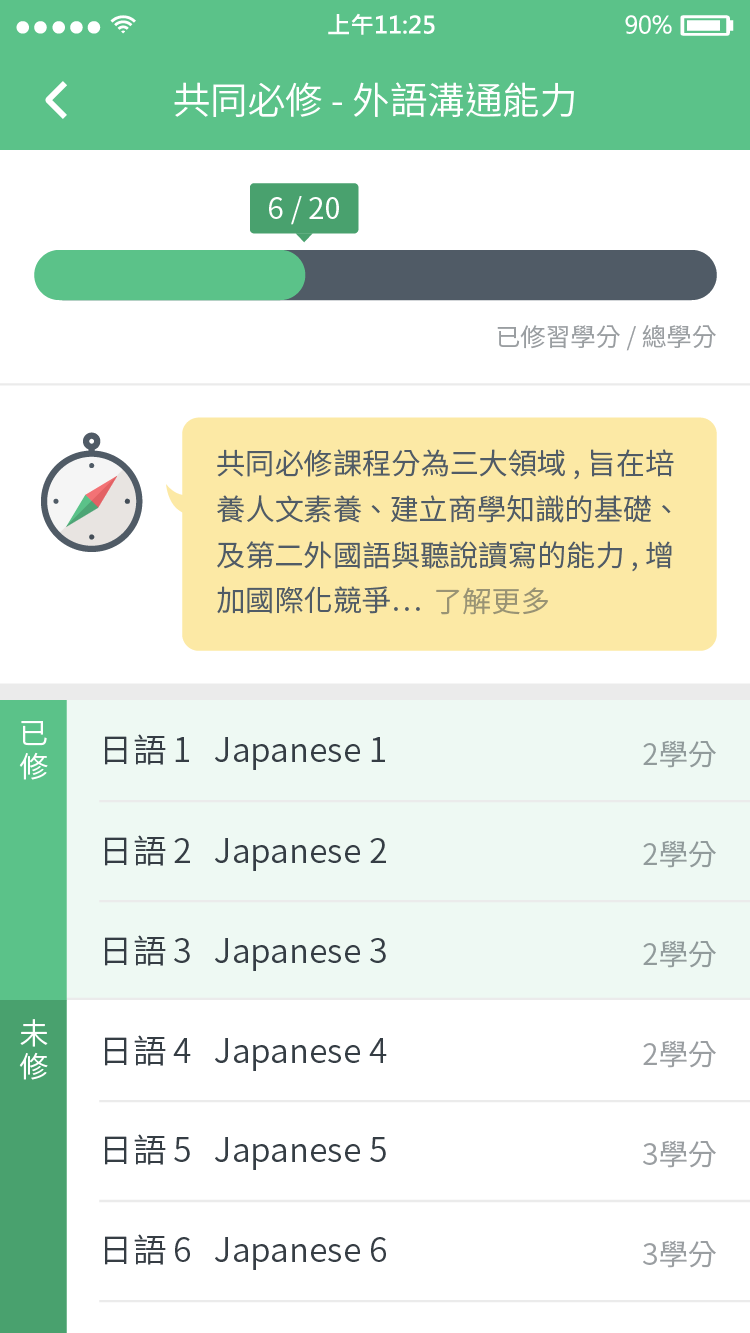 上午11:25
90%
共同必修 - 外語溝通能力
6 / 20
已修習學分 / 總學分
共同必修課程分為三大領域 , 旨在培
養人文素養、建立商學知識的基礎、
及第二外國語與聽說讀寫的能力 , 增
加國際化競爭… 了解更多
已修
日語 1 Japanese 1 2學分
日語 2 Japanese 2 2學分
日語 3 Japanese 3 2學分
未修
日語 4 Japanese 4 2學分
日語 5 Japanese 5 3學分
日語 6 Japanese 6 3學分